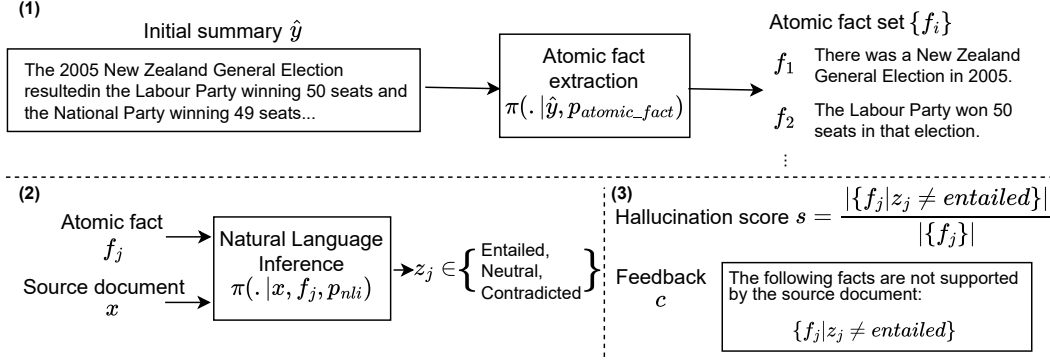 (1)
Initial summary ŷ
The 2005 New Zealand General Election
resultedin the Labour Party winning 50 seats and
the National Party winning 49 seats...
Atomic fact
extraction
π(. |ŷ, p_{atomic_fact})
Atomic fact set {f_i}
f_1 There was a New Zealand
General Election in 2005.
f_2 The Labour Party won 50
seats in that election.
⋮
(2)
Atomic fact
f_j
Source document
x
Natural Language
Inference
π(. |x, f_j, p_{nli})
z_j ∈ {
Entailed,
Neutral,
Contradicted
}
(3)
Hallucination score s = |{f_j|z_j ≠ entailed}| / |{f_j}|
Feedback
c
The following facts are not supported
by the source document:
{f_j|z_j ≠ entailed}